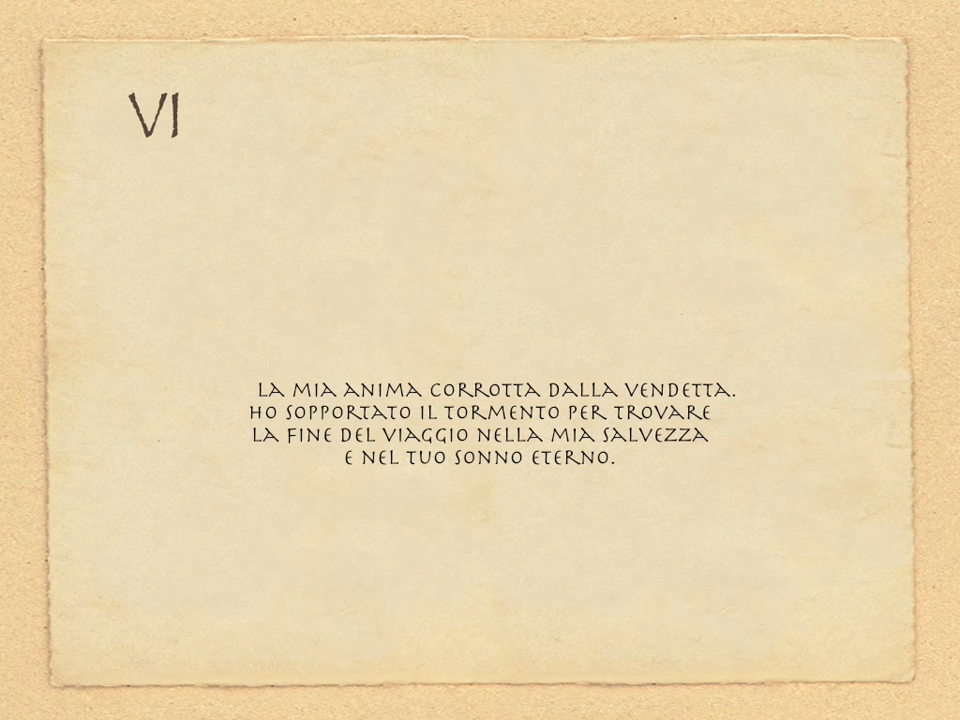 VI
La mia anima corrotta dalla vendetta.
Ho sopportato il tormento per trovare
la fine del viaggio nella mia salvezza
e nel tuo sonno eterno.